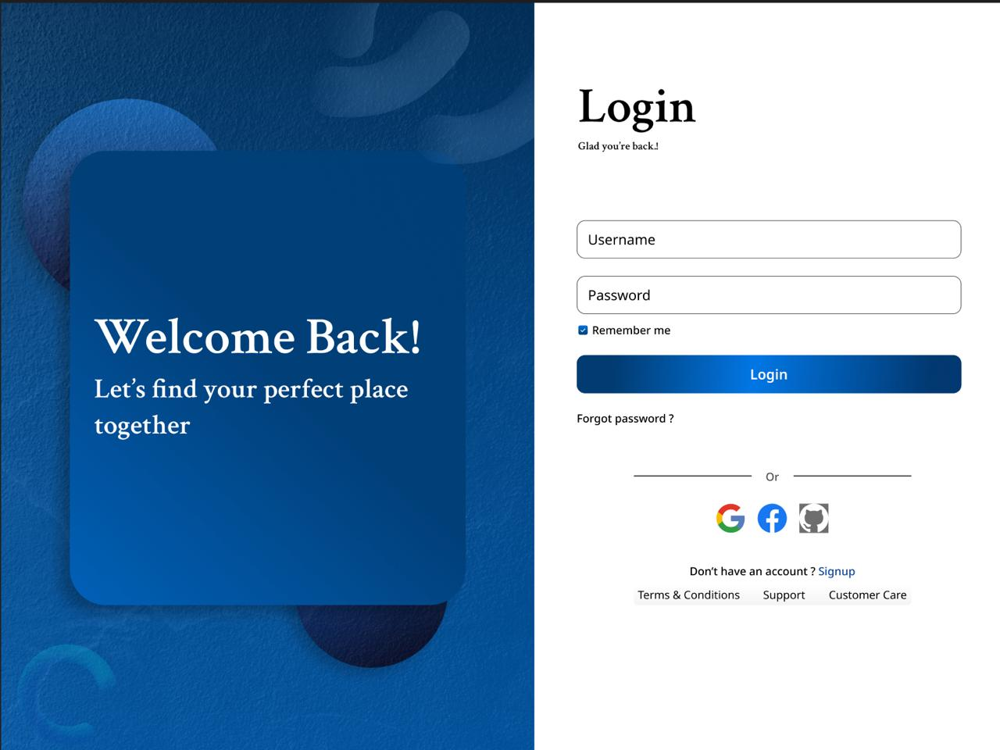 Welcome Back!
Let’s find your perfect place
together
Login
Glad you’re back.!
Username
Password
Remember me
Login
Forgot password ?
Or
Don’t have an account ? Signup
Terms & Conditions Support Customer Care